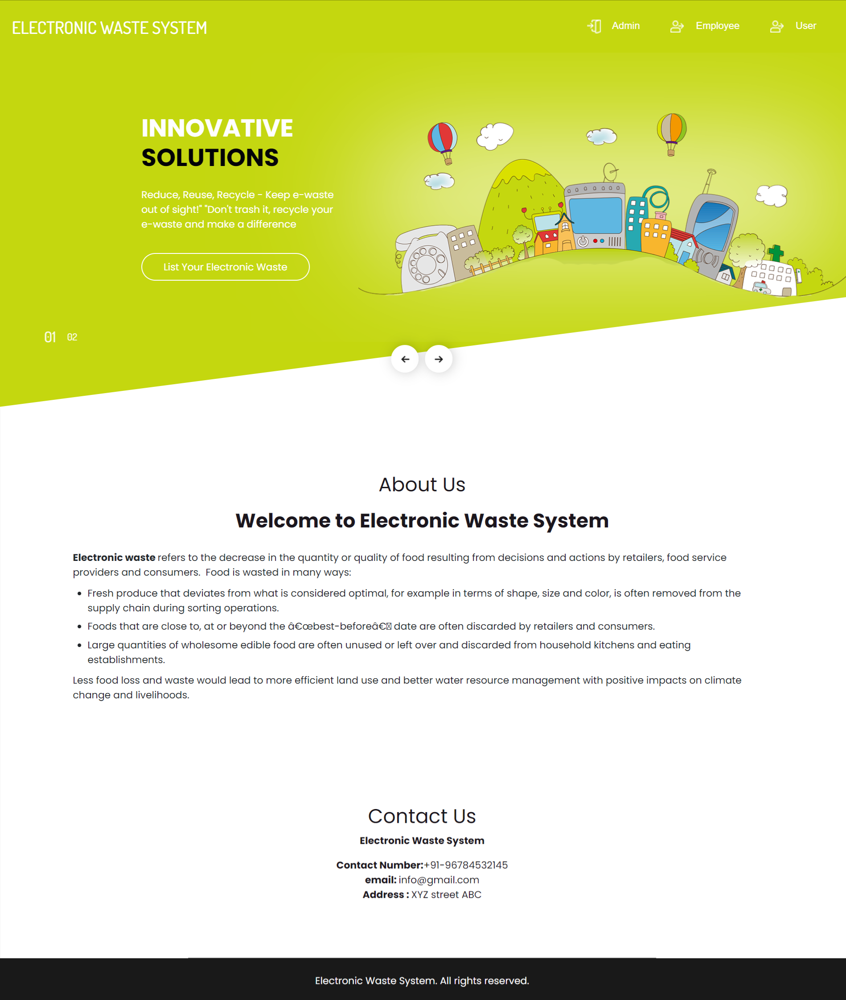 ELECTRONIC WASTE SYSTEM
Admin
Employee
User
INNOVATIVE
SOLUTIONS
Reduce, Reuse, Recycle - Keep e-waste
out of sight!" "Don't trash it, recycle your
e-waste and make a difference
List Your Electronic Waste
01 02
About Us
Welcome to Electronic Waste System
Electronic waste refers to the decrease in the quantity or quality of food resulting from decisions and actions by retailers, food service
providers and consumers.  Food is wasted in many ways:
Fresh produce that deviates from what is considered optimal, for example in terms of shape, size and color, is often removed from the
supply chain during sorting operations.
Foods that are close to, at or beyond the â€œbest-beforeâ€ date are often discarded by retailers and consumers.
Large quantities of wholesome edible food are often unused or left over and discarded from household kitchens and eating
establishments.
Less food loss and waste would lead to more efficient land use and better water resource management with positive impacts on climate
change and livelihoods.
Contact Us
Electronic Waste System
Contact Number:+91-96784532145
email: info@gmail.com
Address : XYZ street ABC
Electronic Waste System. All rights reserved.